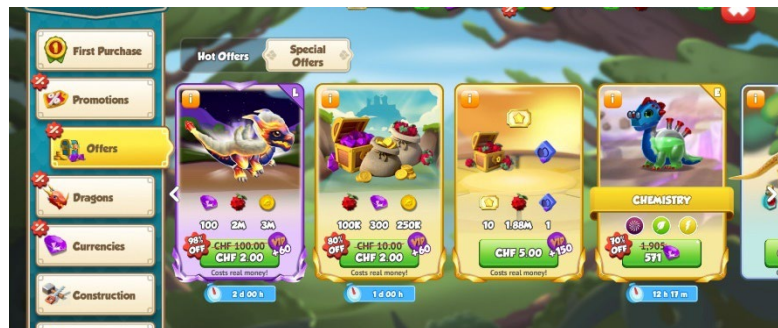 First Purchase
Promotions
Offers
Dragons
Currencies
Construction
Hot Offers
Special
Offers
i
L
100 2M 3M
98%
OFF
CHF 100.00
CHF 2.00
VIP
+60
Costs real money!
2 d 00 h
i
100K 300 250K
80%
OFF
CHF 10.00
CHF 2.00
VIP
+60
Costs real money!
1 d 00 h
i
10 1.88M 1
CHF 5.00
VIP
+150
Costs real money!
i
E
CHEMISTRY
70%
OFF
1,905
571
12 h 17 m
i